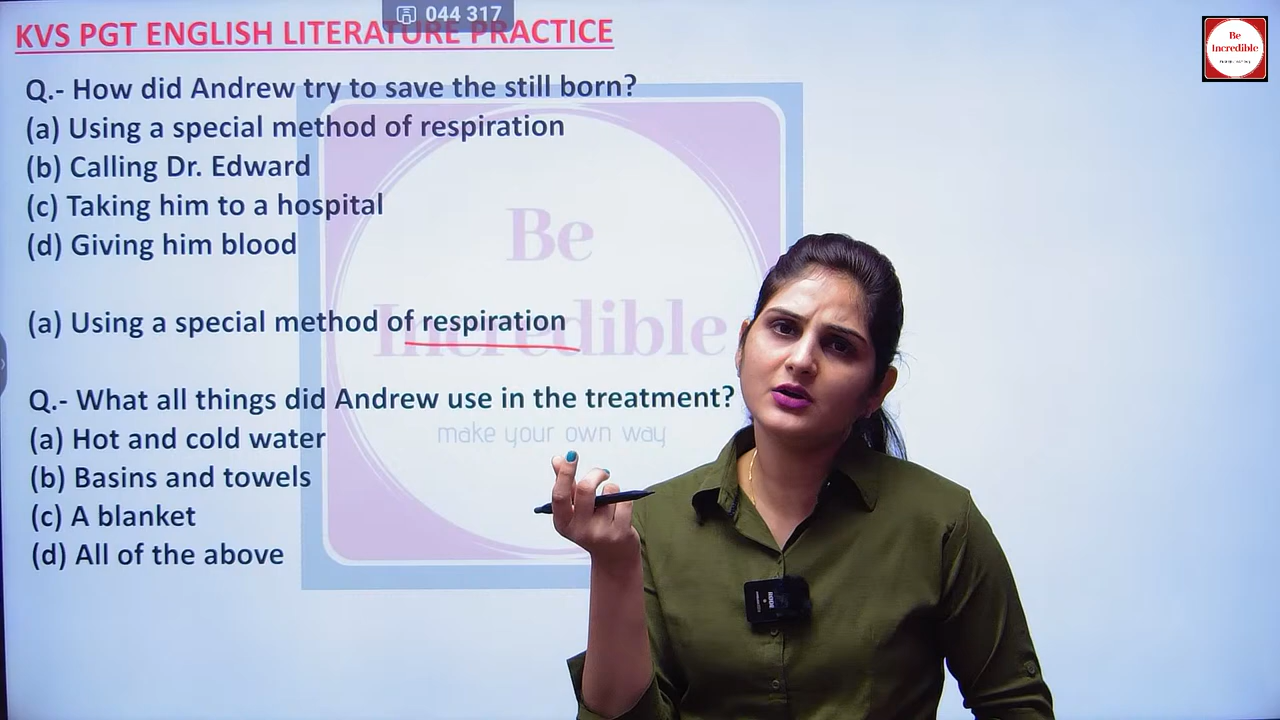 044 317
KVS PGT ENGLISH LITERATURE PRACTICE
Be
Incredible
Q.- How did Andrew try to save the still born?
(a) Using a special method of respiration
(b) Calling Dr. Edward
(c) Taking him to a hospital
(d) Giving him blood
Be
Incredible
make your own way
(a) Using a special method of respiration
Q.- What all things did Andrew use in the treatment?
(a) Hot and cold water
(b) Basins and towels
(c) A blanket
(d) All of the above